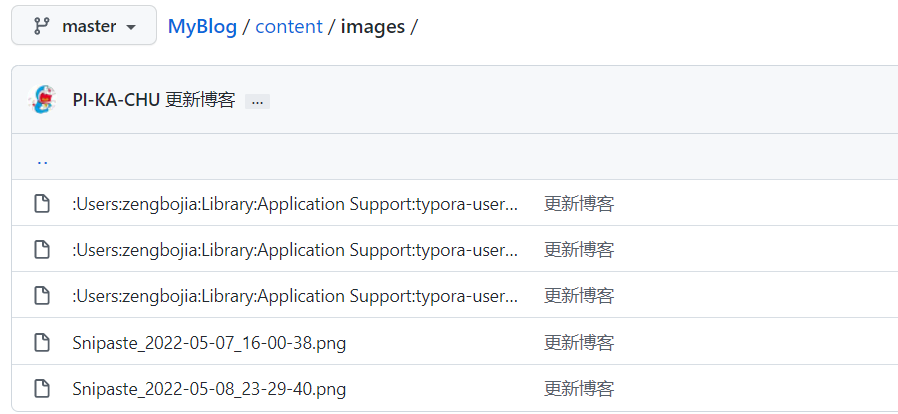 master MyBlog / content / images /
PI-KA-CHU 更新博客 ...
..
:Users:zengbojia:Library:Application Support:typora-user... 更新博客
:Users:zengbojia:Library:Application Support:typora-user... 更新博客
:Users:zengbojia:Library:Application Support:typora-user... 更新博客
Snipaste_2022-05-07_16-00-38.png 更新博客
Snipaste_2022-05-08_23-29-40.png 更新博客